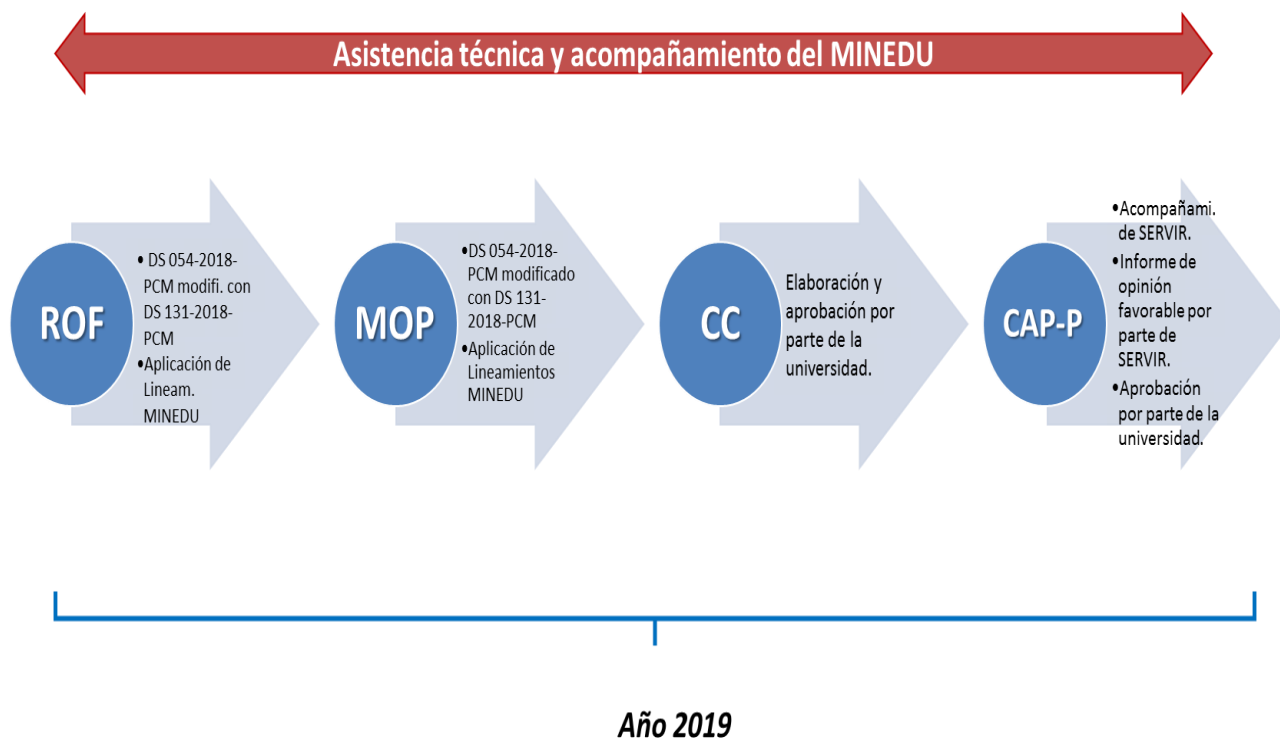 Asistencia técnica y acompañamiento del MINEDU
ROF
• DS 054-2018-
PCM modifi. con
DS 131-2018-
PCM
•Aplicación de
Lineam.
MINEDU
MOP
•DS 054-2018-
PCM modificado
con DS 131-
2018-PCM
•Aplicación de
Lineamientos
MINEDU
CC
Elaboración y
aprobación por
parte de la
universidad.
CAP-P
•Acompañami.
de SERVIR.
•Informe de
opinión
favorable por
parte de
SERVIR.
•Aprobación
por parte de la
universidad.
Año 2019